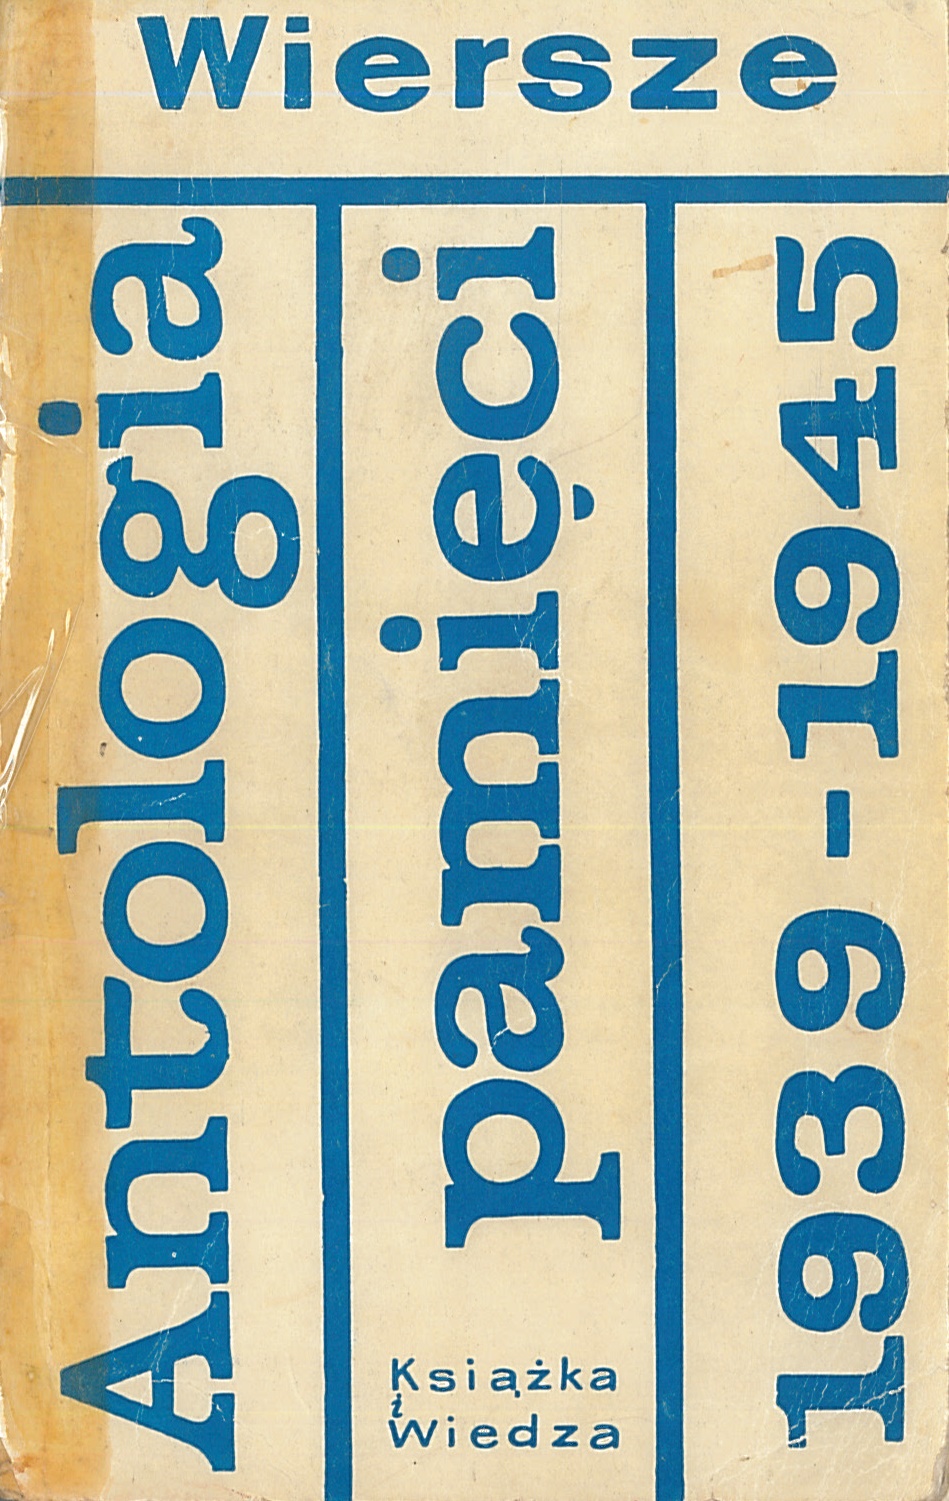 Wiersze
Antologia
pamięci
1939-1945
Książka
i
Wiedza